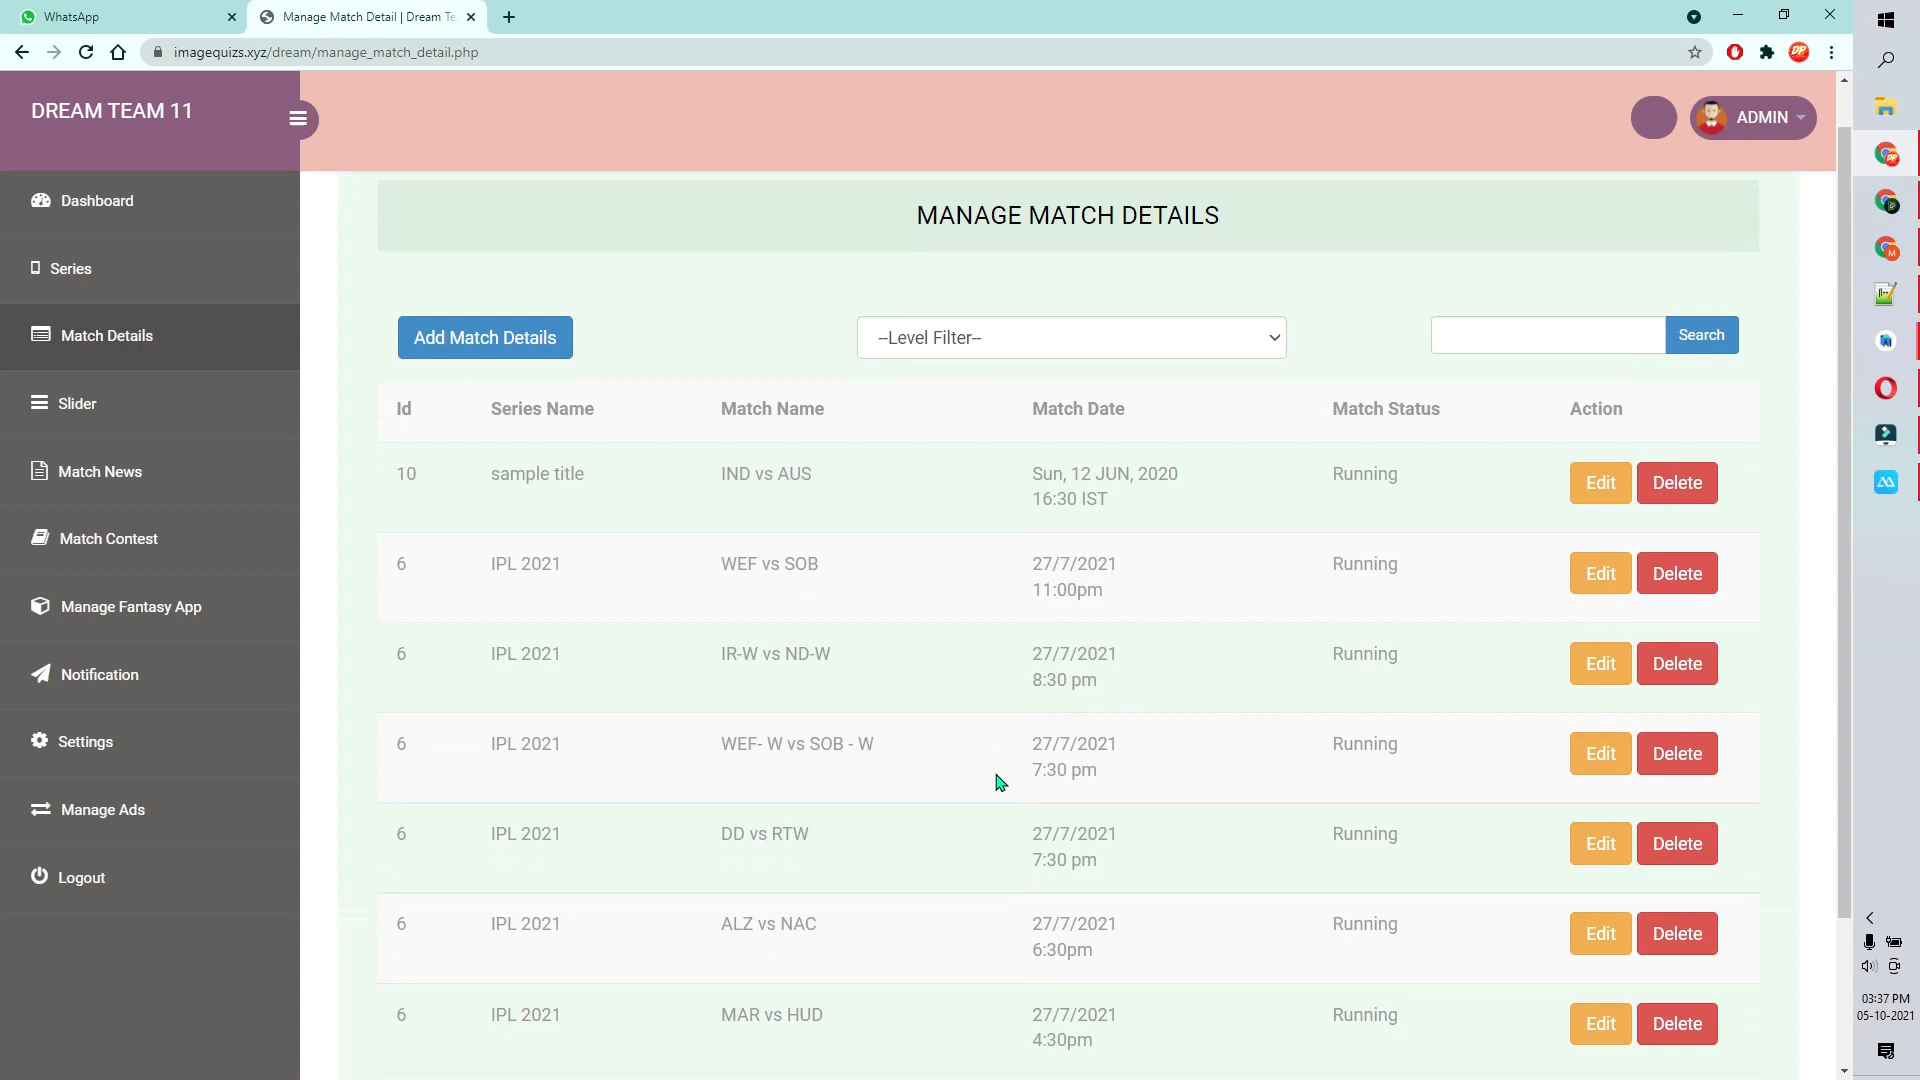 WhatsApp
Manage Match Detail | Dream Te
imagequizs.xyz/dream/manage_match_detail.php
DREAM TEAM 11
ADMIN
Dashboard
Series
Match Details
Slider
Match News
Match Contest
Manage Fantasy App
Notification
Settings
Manage Ads
Logout
MANAGE MATCH DETAILS
Add Match Details
--Level Filter--
Search
Id Series Name Match Name Match Date Match Status Action
10 sample title IND vs AUS Sun, 12 JUN, 2020 Running Edit Delete
16:30 IST
6 IPL 2021 WEF vs SOB 27/7/2021 Running Edit Delete
11:00pm
6 IPL 2021 IR-W vs ND-W 27/7/2021 Running Edit Delete
8:30 pm
6 IPL 2021 WEF- W vs SOB - W 27/7/2021 Running Edit Delete
7:30 pm
6 IPL 2021 DD vs RTW 27/7/2021 Running Edit Delete
7:30 pm
6 IPL 2021 ALZ vs NAC 27/7/2021 Running Edit Delete
6:30pm
6 IPL 2021 MAR vs HUD 27/7/2021 Running Edit Delete
4:30pm
03:37 PM
05-10-2021